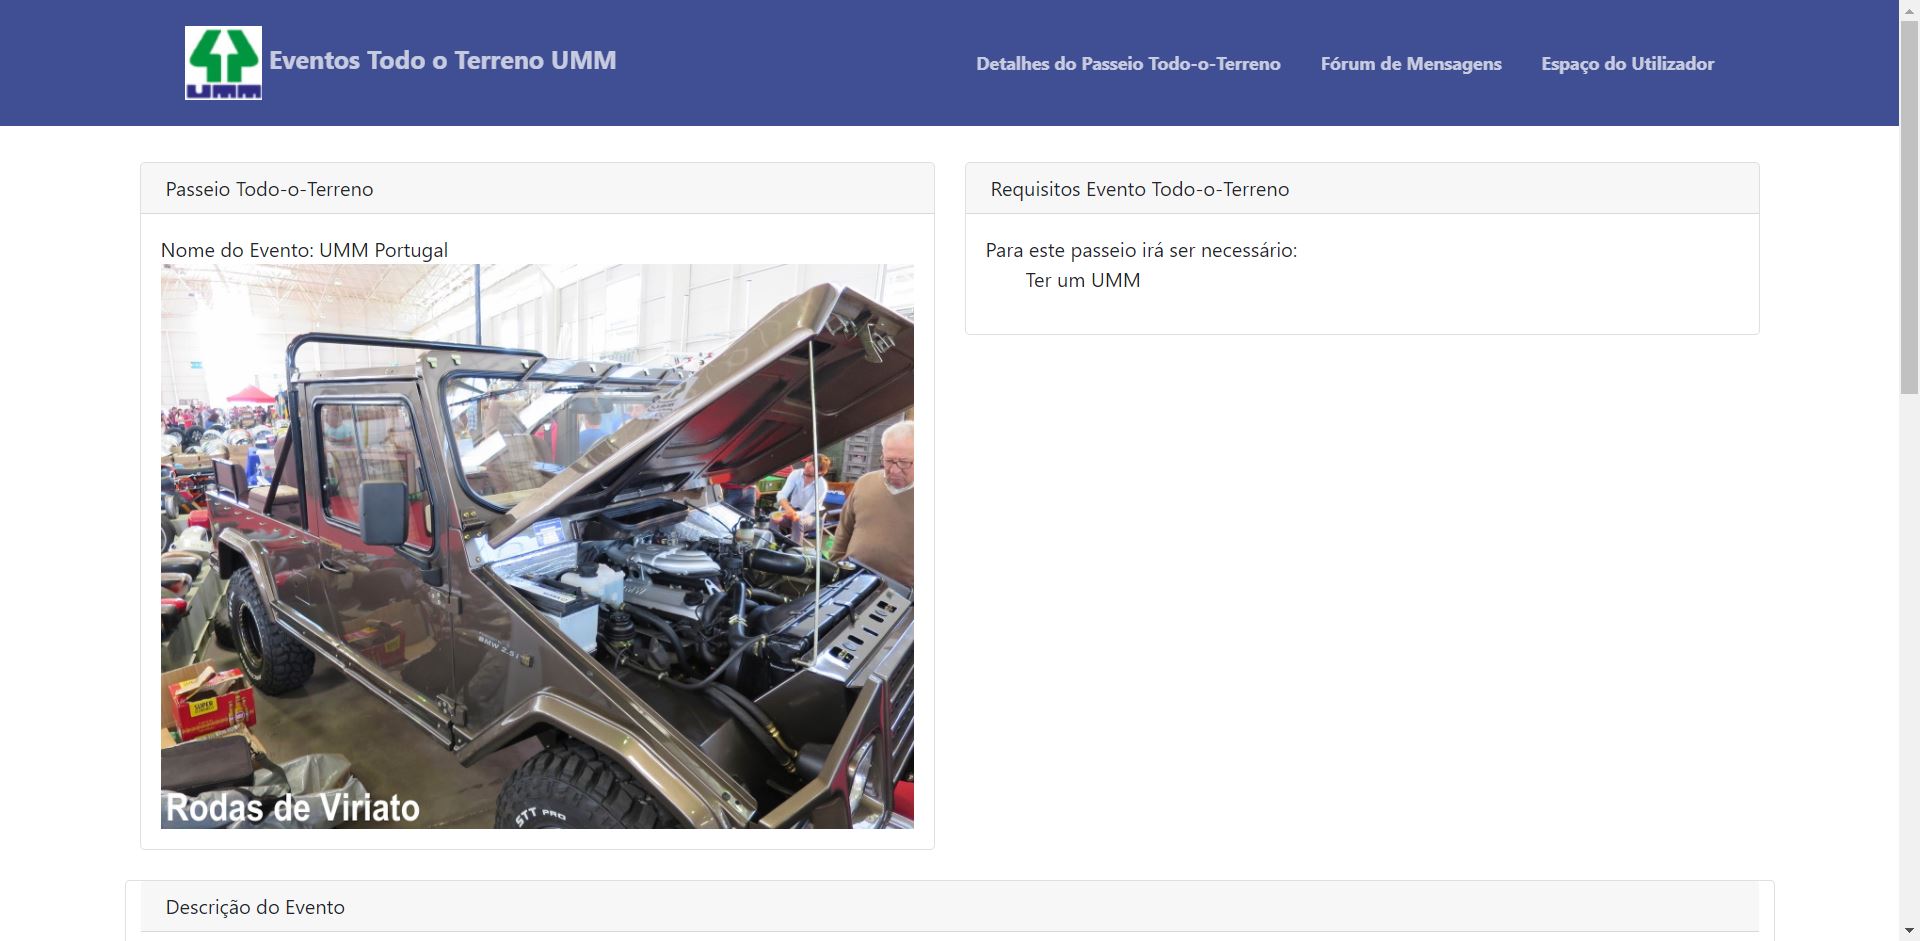 UMM
Eventos Todo o Terreno UMM
Detalhes do Passeio Todo-o-Terreno
Fórum de Mensagens
Espaço do Utilizador
Passeio Todo-o-Terreno
Nome do Evento: UMM Portugal
BMW 2.5i
SUPER
STT PRO
Rodas de Viriato
Requisitos Evento Todo-o-Terreno
Para este passeio irá ser necessário:
Ter um UMM
Descrição do Evento